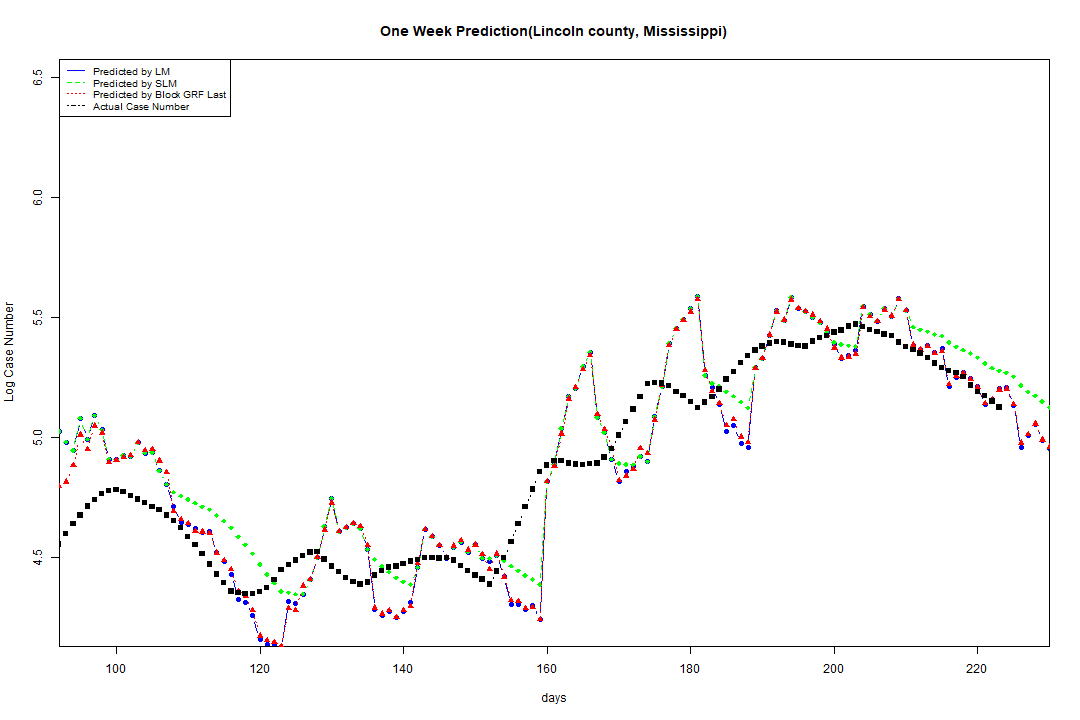 One Week Prediction(Lincoln county, Mississippi)
Predicted by LM
Predicted by SLM
Predicted by Block GRF Last
Actual Case Number
6.5
6.0
5.5
5.0
4.5
Log Case Number
100 120 140 160 180 200 220
days